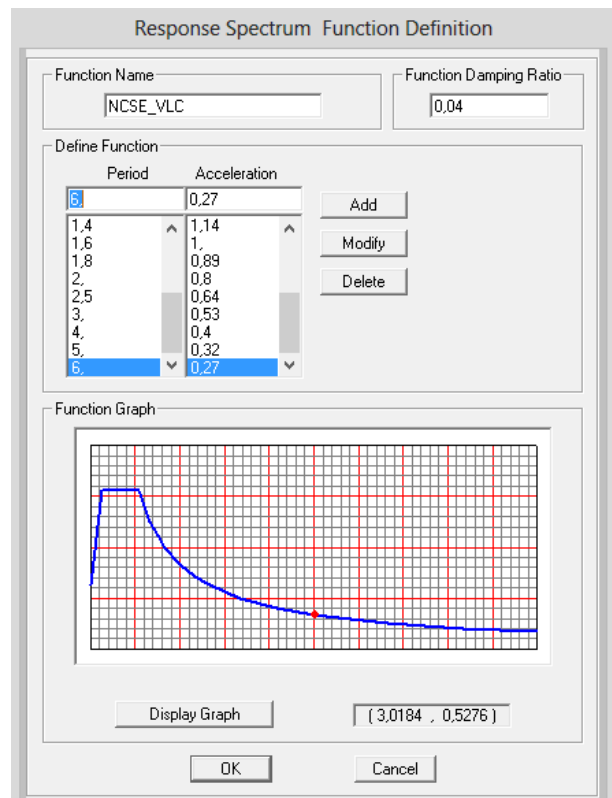 Response Spectrum Function Definition
Function Name
Function Damping Ratio
NCSE_VLC
0,04
Define Function
Period Acceleration
6, 0,27
Add
1,4 1,14
1,6 1,
Modify
1,8 0,89
2, 0,8
Delete
2,5 0,64
3, 0,53
4, 0,4
5, 0,32
6, 0,27
Function Graph
Display Graph
( 3,0184 , 0,5276 )
OK
Cancel